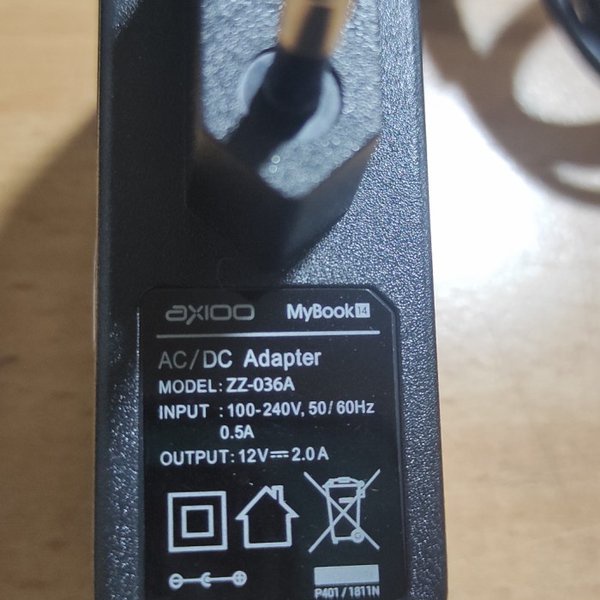 axioo MyBook 14
AC/DC Adapter
MODEL: ZZ-036A
INPUT : 100-240V, 50/60Hz
0.5A
OUTPUT: 12V⎓2.0A
P401/1811N